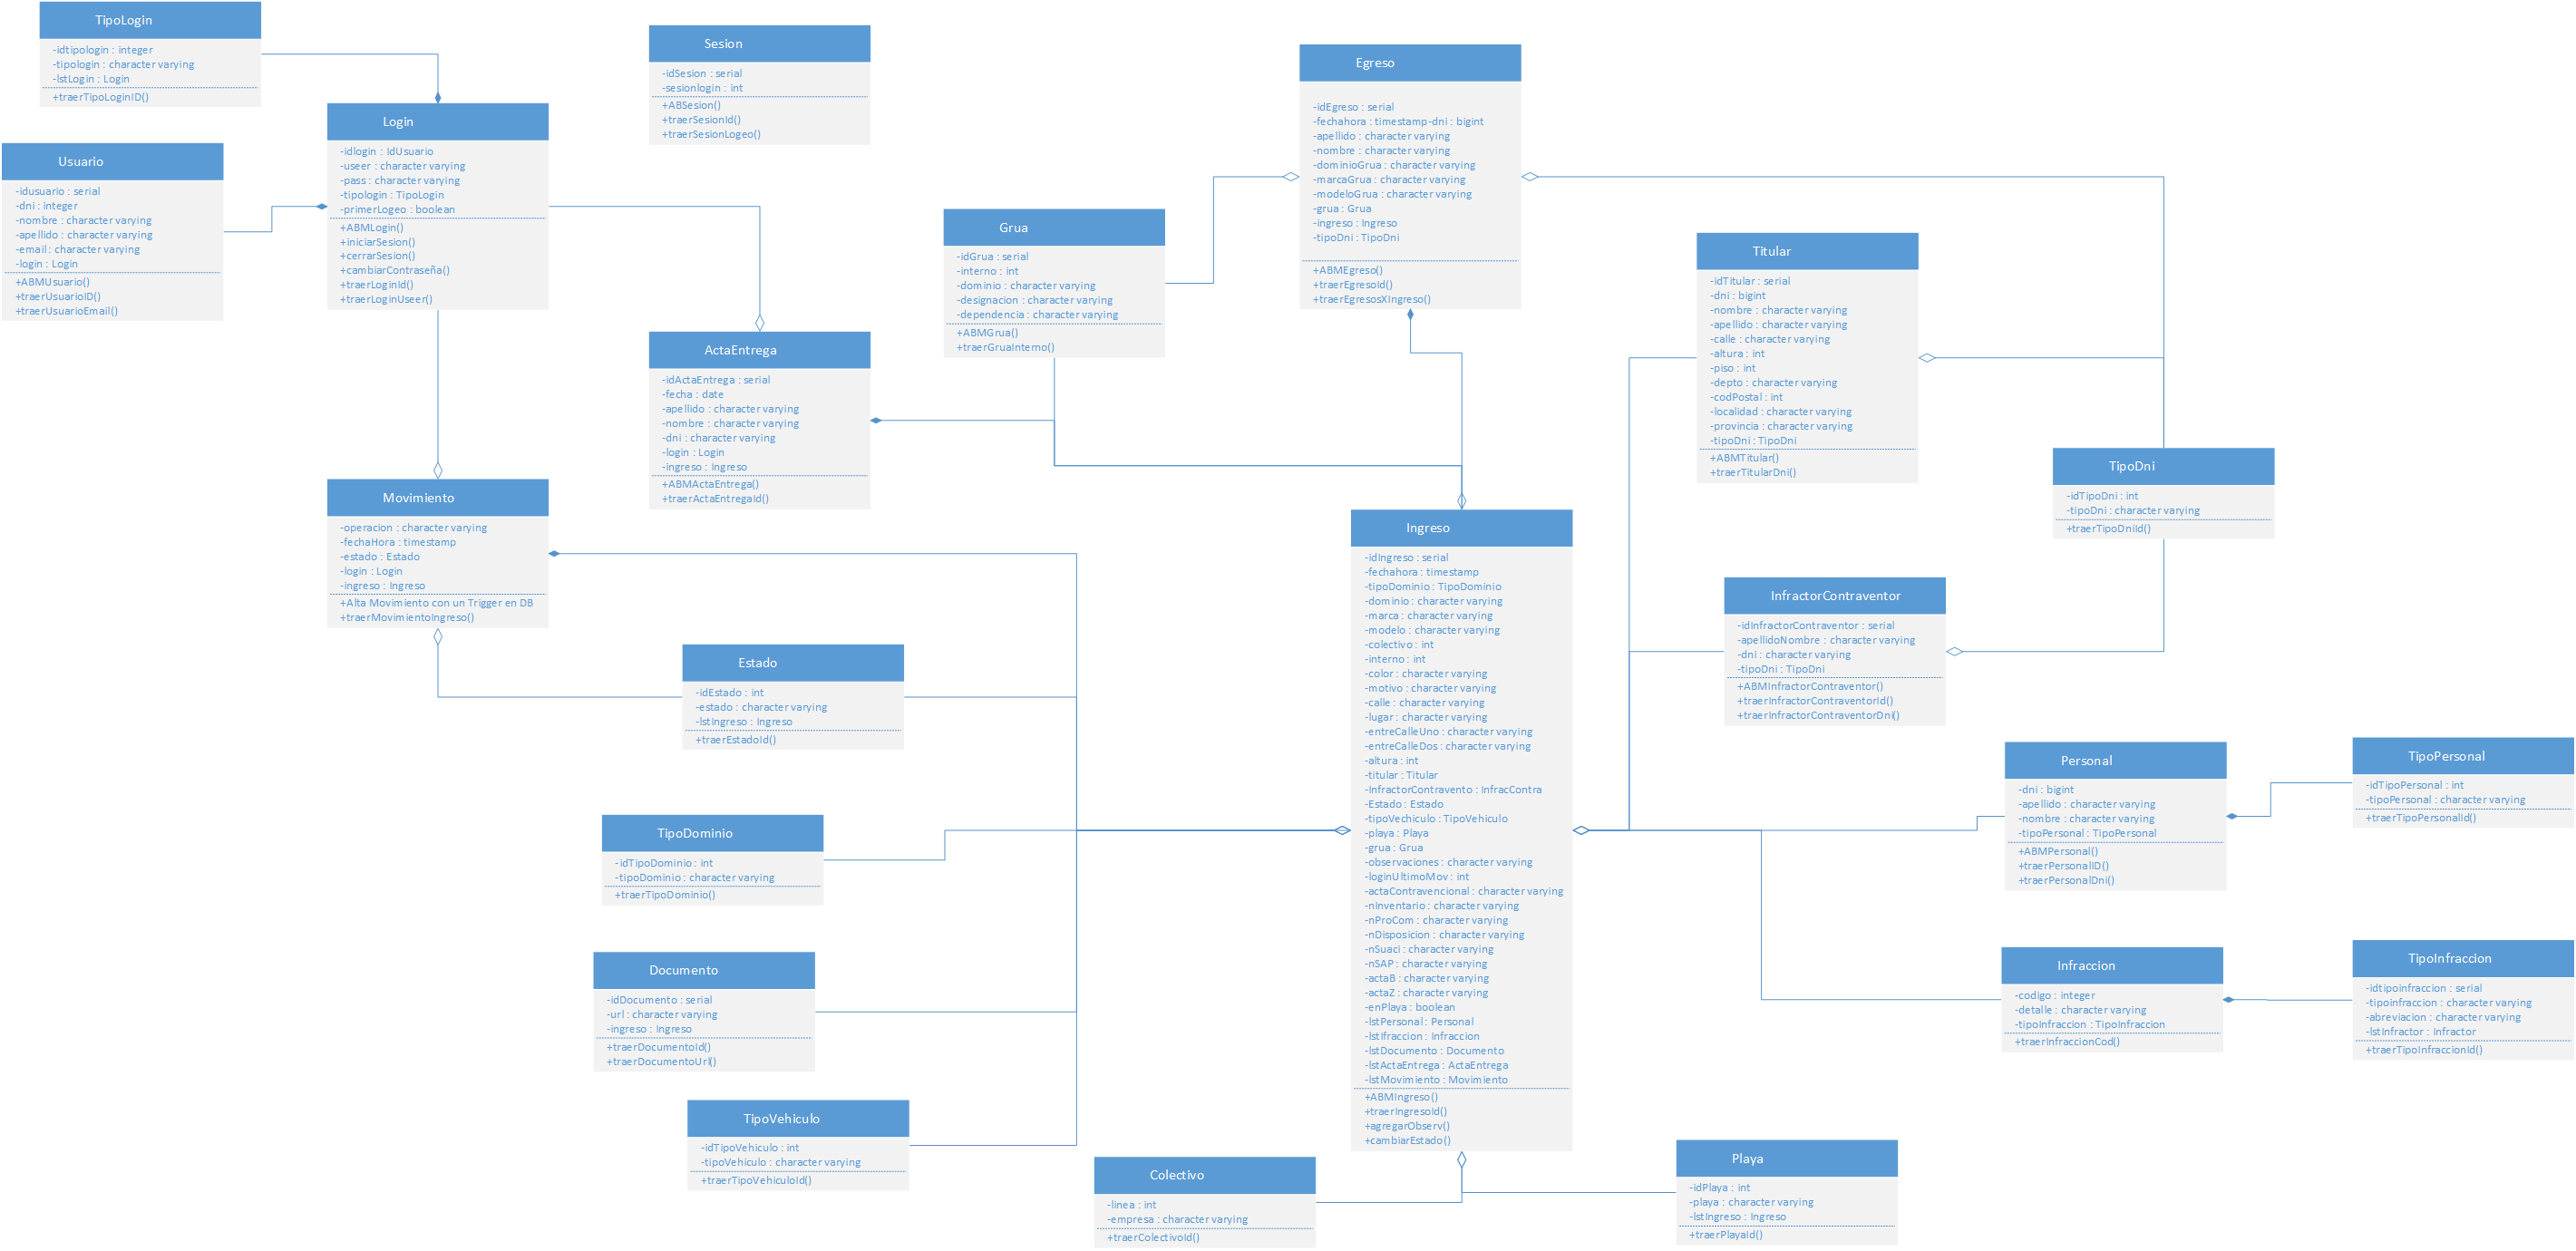 TipoLogin
-idtipologin : integer
-tipologin : character varying
-lstLogin : Login
+traerTipoLoginID()
Sesion
-idSesion : serial
-sesionlogin : int
+ABSesion()
+traerSesionId()
+traerSesionLogeo()
Egreso
-idEgreso : serial
-fechahora : timestamp-dni : bigint
-apellido : character varying
-nombre : character varying
-dominioGrua : character varying
-marcaGrua : character varying
-modeloGrua : character varying
-grua : Grua
-ingreso : Ingreso
-tipoDni : TipoDni
+ABMEgreso()
+traerEgresoId()
+traerEgresosXIngreso()
Login
-idlogin : IdUsuario
-useer : character varying
-pass : character varying
-tipologin : TipoLogin
-primerLogeo : boolean
+ABMLogin()
+iniciarSesion()
+cerrarSesion()
+cambiarContraseña()
+traerLoginId()
+traerLoginUseer()
Usuario
-idusuario : serial
-dni : integer
-nombre : character varying
-apellido : character varying
-email : character varying
-login : Login
+ABMUsuario()
+traerUsuarioID()
+traerUsuarioEmail()
Grua
-idGrua : serial
-interno : int
-dominio : character varying
-designacion : character varying
-dependencia : character varying
+ABMGrua()
+traerGruaInterno()
Titular
-idTitular : serial
-dni : bigint
-nombre : character varying
-apellido : character varying
-calle : character varying
-altura : int
-piso : int
-depto : character varying
-codPostal : int
-localidad : character varying
-provincia : character varying
-tipoDni : TipoDni
+ABMTitular()
+traerTitularDni()
ActaEntrega
-idActaEntrega : serial
-fecha : date
-apellido : character varying
-nombre : character varying
-dni : character varying
-login : Login
-ingreso : Ingreso
+ABMActaEntrega()
+traerActaEntregaId()
TipoDni
-idTipoDni : int
-tipoDni : character varying
+traerTipoDniId()
Movimiento
-operacion : character varying
-fechaHora : timestamp
-estado : Estado
-login : Login
-ingreso : Ingreso
+Alta Movimiento con un Trigger en DB
+traerMovimientoIngreso()
Ingreso
-idIngreso : serial
-fechahora : timestamp
-tipoDominio : TipoDominio
-dominio : character varying
-marca : character varying
-modelo : character varying
-colectivo : int
-interno : int
-color : character varying
-motivo : character varying
-calle : character varying
-lugar : character varying
-entreCalleUno : character varying
-entreCalleDos : character varying
-altura : int
-titular : Titular
-InfractorContravento : InfracContra
-Estado : Estado
-tipoVechiculo : TipoVehiculo
-playa : Playa
-grua : Grua
-observaciones : character varying
-loginUltimoMov : int
-actaContravencional : character varying
-nInventario : character varying
-nProCom : character varying
-nDisposicion : character varying
-nSuaci : character varying
-nSAP : character varying
-actaB : character varying
-actaZ : character varying
-enPlaya : boolean
-lstPersonal : Personal
-lstIfraccion : Infraccion
-lstDocumento : Documento
-lstActaEntrega : ActaEntrega
-lstMovimiento : Movimiento
+ABMIngreso()
+traerIngresoId()
+agregarObserv()
+cambiarEstado()
InfractorContraventor
-idInfractorContraventor : serial
-apellidoNombre : character varying
-dni : character varying
-tipoDni : TipoDni
+ABMInfractorContraventor()
+traerInfractorContraventorId()
+traerInfractorContraventorDni()
Estado
-idEstado : int
-estado : character varying
-lstIngreso : Ingreso
+traerEstadoId()
Personal
-dni : bigint
-apellido : character varying
-nombre : character varying
-tipoPersonal : TipoPersonal
+ABMPersonal()
+traerPersonalID()
+traerPersonalDni()
TipoPersonal
-idTipoPersonal : int
-tipoPersonal : character varying
+traerTipoPersonalId()
TipoDominio
-idTipoDominio : int
-tipoDominio : character varying
+traerTipoDominio()
Documento
-idDocumento : serial
-url : character varying
-ingreso : Ingreso
+traerDocumentoId()
+traerDocumentoUrl()
Infraccion
-codigo : integer
-detalle : character varying
-tipoInfraccion : TipoInfraccion
+traerInfraccionCod()
TipoInfraccion
-idtipoinfraccion : serial
-tipoinfraccion : character varying
-abreviacion : character varying
-lstInfractor : Infractor
+traerTipoInfraccionId()
TipoVehiculo
-idTipoVehiculo : int
-tipoVehiculo : character varying
+traerTipoVehiculoId()
Colectivo
-linea : int
-empresa : character varying
+traerColectivoId()
Playa
-idPlaya : int
-playa : character varying
-lstIngreso : Ingreso
+traerPlayaId()